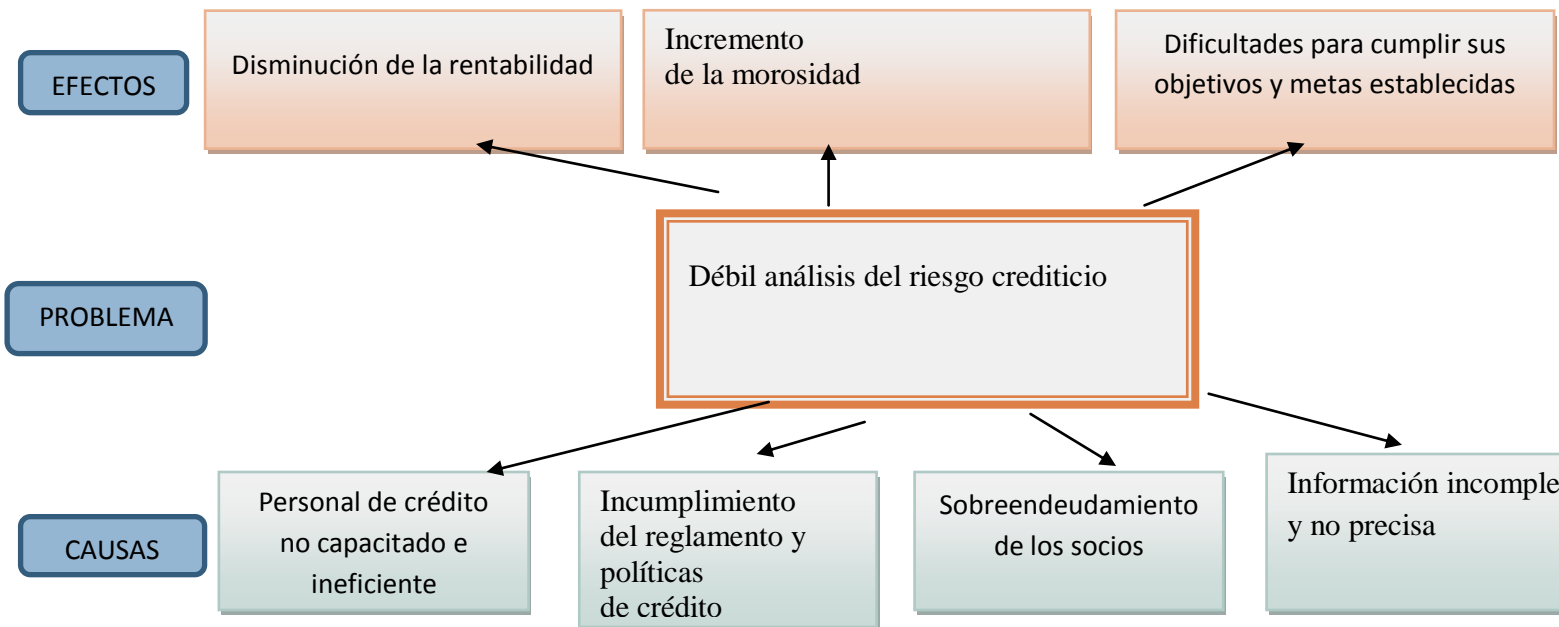 EFECTOS
Disminución de la rentabilidad
Incremento
de la morosidad
Dificultades para cumplir sus
objetivos y metas establecidas
PROBLEMA
Débil análisis del riesgo crediticio
CAUSAS
Personal de crédito
no capacitado e
ineficiente
Incumplimiento
del reglamento y
políticas
de crédito
Sobreendeudamiento
de los socios
Información incomple
y no precisa